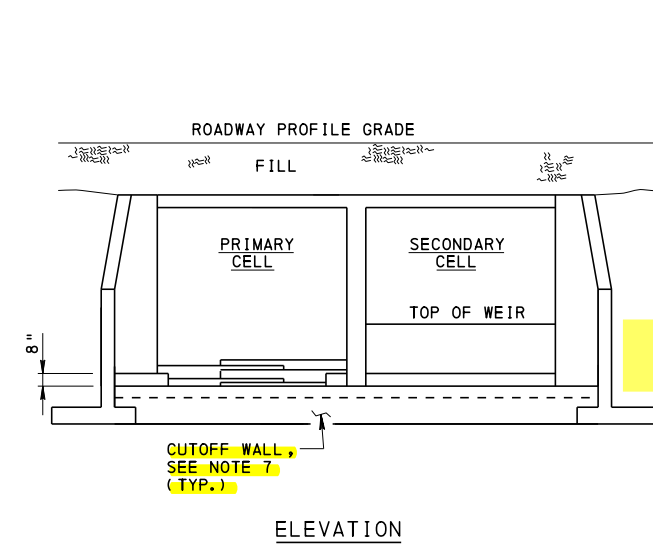 ROADWAY PROFILE GRADE
FILL
PRIMARY
CELL
SECONDARY
CELL
TOP OF WEIR
8"
CUTOFF WALL,
SEE NOTE 7
(TYP.)
ELEVATION